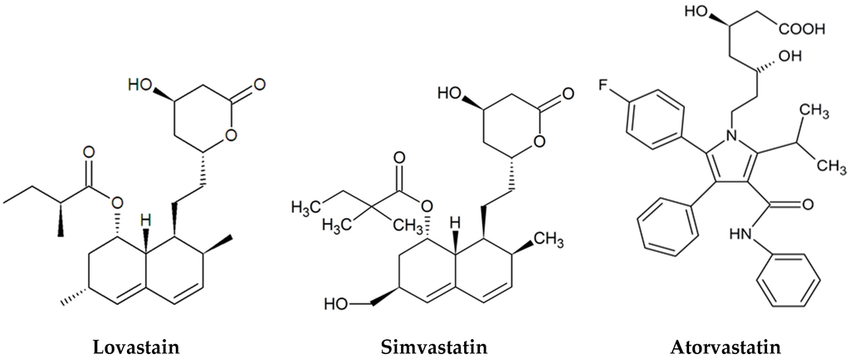 HO
O
O
O
O
H
Lovastain
HO
O
O
O
O
H₃C
H₃C
CH₃
H
CH₃
HO
Simvastatin
HO
COOH
OH
F
N
CH₃
CH₃
O
HN
Atorvastatin